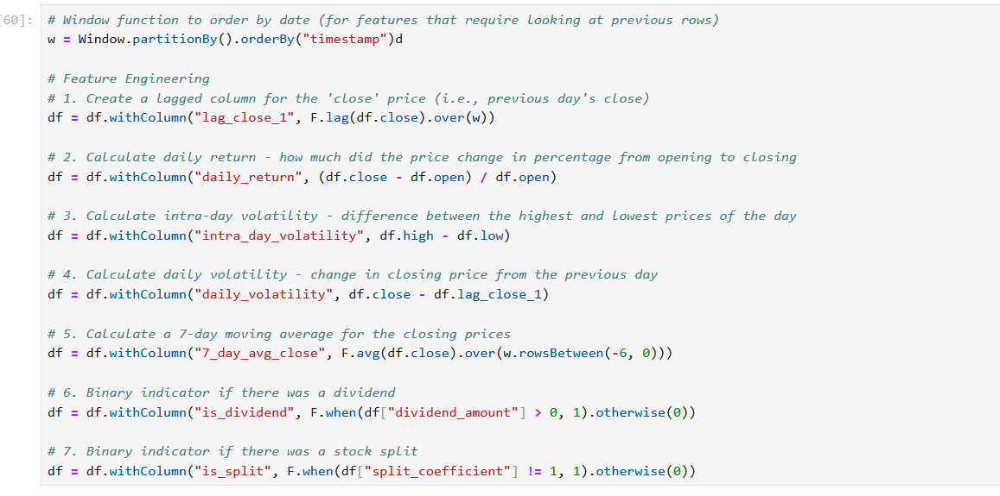 [60]: # Window function to order by date (for features that require looking at previous rows)
w = Window.partitionBy().orderBy("timestamp")d
# Feature Engineering
# 1. Create a lagged column for the 'close' price (i.e., previous day's close)
df = df.withColumn("lag_close_1", F.lag(df.close).over(w))
# 2. Calculate daily return - how much did the price change in percentage from opening to closing
df = df.withColumn("daily_return", (df.close - df.open) / df.open)
# 3. Calculate intra-day volatility - difference between the highest and lowest prices of the day
df = df.withColumn("intra_day_volatility", df.high - df.low)
# 4. Calculate daily volatility - change in closing price from the previous day
df = df.withColumn("daily_volatility", df.close - df.lag_close_1)
# 5. Calculate a 7-day moving average for the closing prices
df = df.withColumn("7_day_avg_close", F.avg(df.close).over(w.rowsBetween(-6, 0)))
# 6. Binary indicator if there was a dividend
df = df.withColumn("is_dividend", F.when(df["dividend_amount"] > 0, 1).otherwise(0))
# 7. Binary indicator if there was a stock split
df = df.withColumn("is_split", F.when(df["split_coefficient"] != 1, 1).otherwise(0))